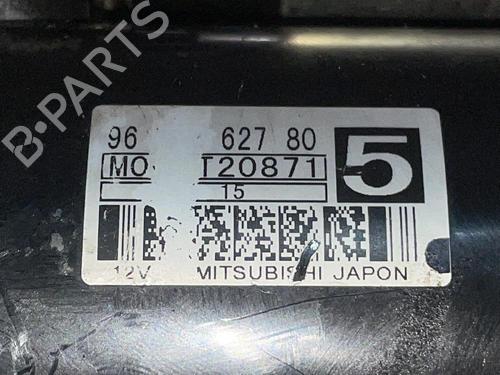 96 627 80
5
MO T20871
15
12V MITSUBISHI JAPON
B-PARTS